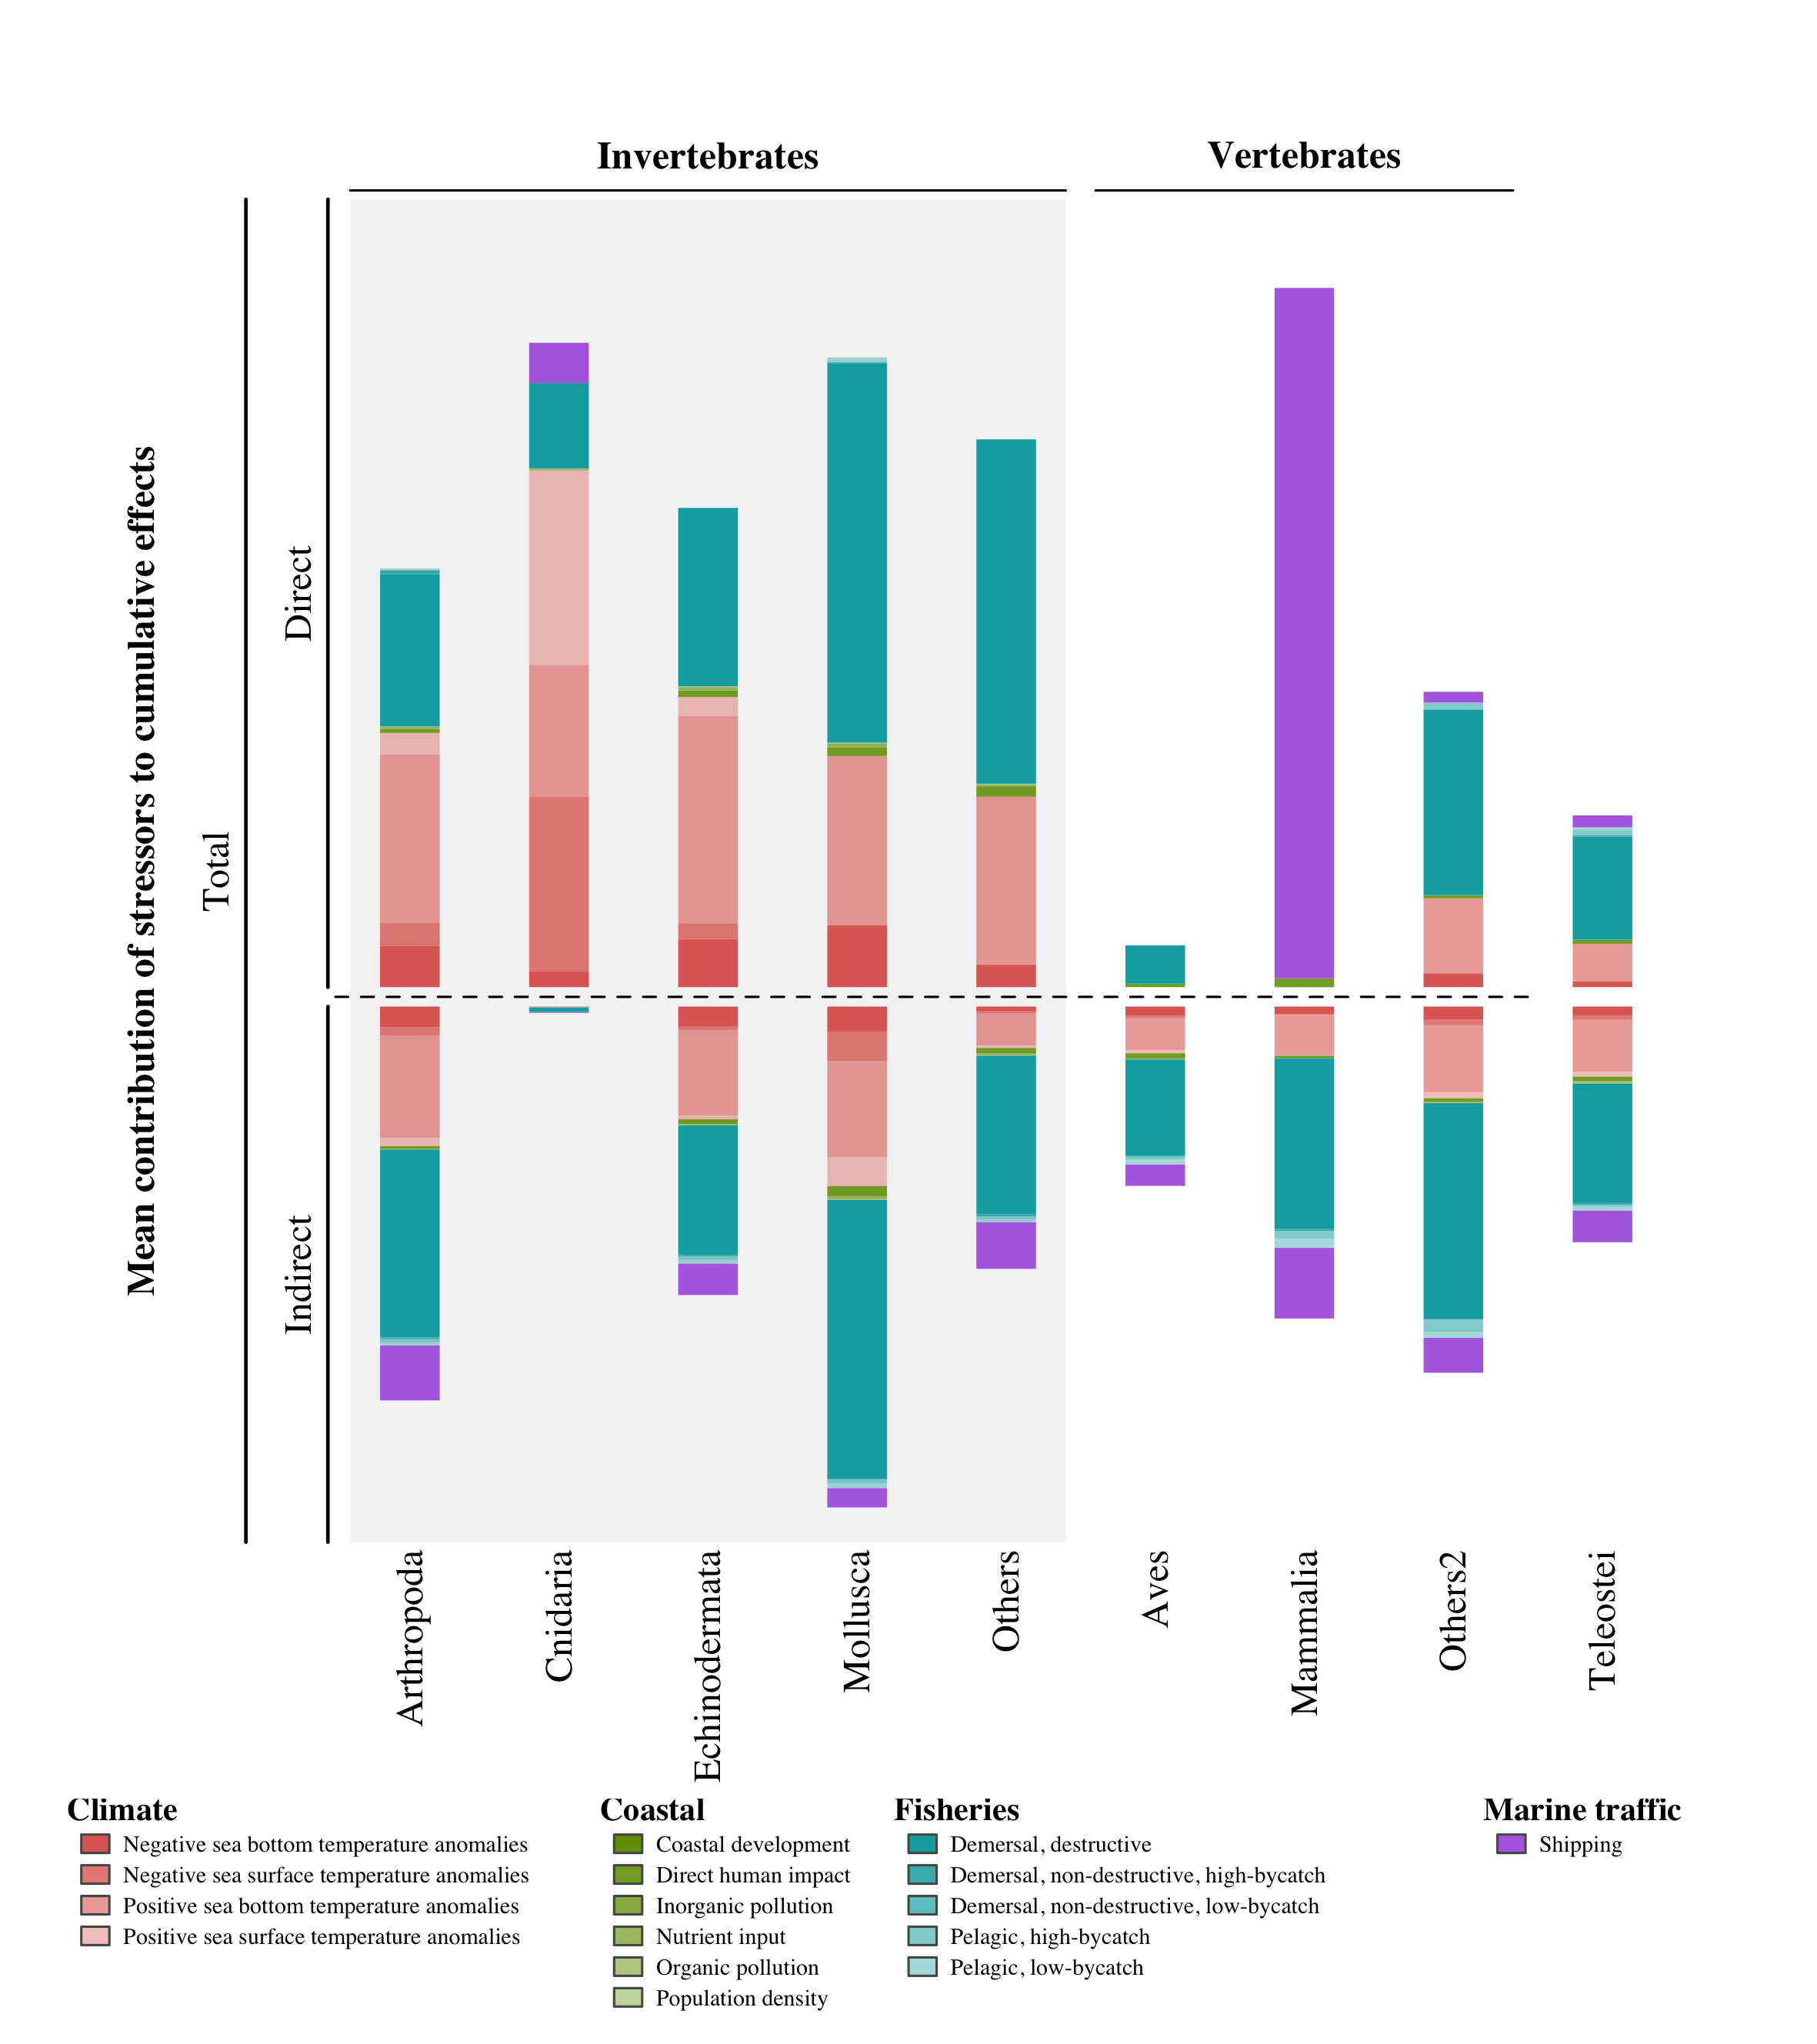 Invertebrates
Vertebrates
Mean contribution of stressors to cumulative effects
Total
Direct
Indirect
Arthropoda
Cnidaria
Echinodermata
Mollusca
Others
Aves
Mammalia
Others2
Teleostei
Climate
Negative sea bottom temperature anomalies
Negative sea surface temperature anomalies
Positive sea bottom temperature anomalies
Positive sea surface temperature anomalies
Coastal
Coastal development
Direct human impact
Inorganic pollution
Nutrient input
Organic pollution
Population density
Fisheries
Demersal, destructive
Demersal, non-destructive, high-bycatch
Demersal, non-destructive, low-bycatch
Pelagic, high-bycatch
Pelagic, low-bycatch
Marine traffic
Shipping